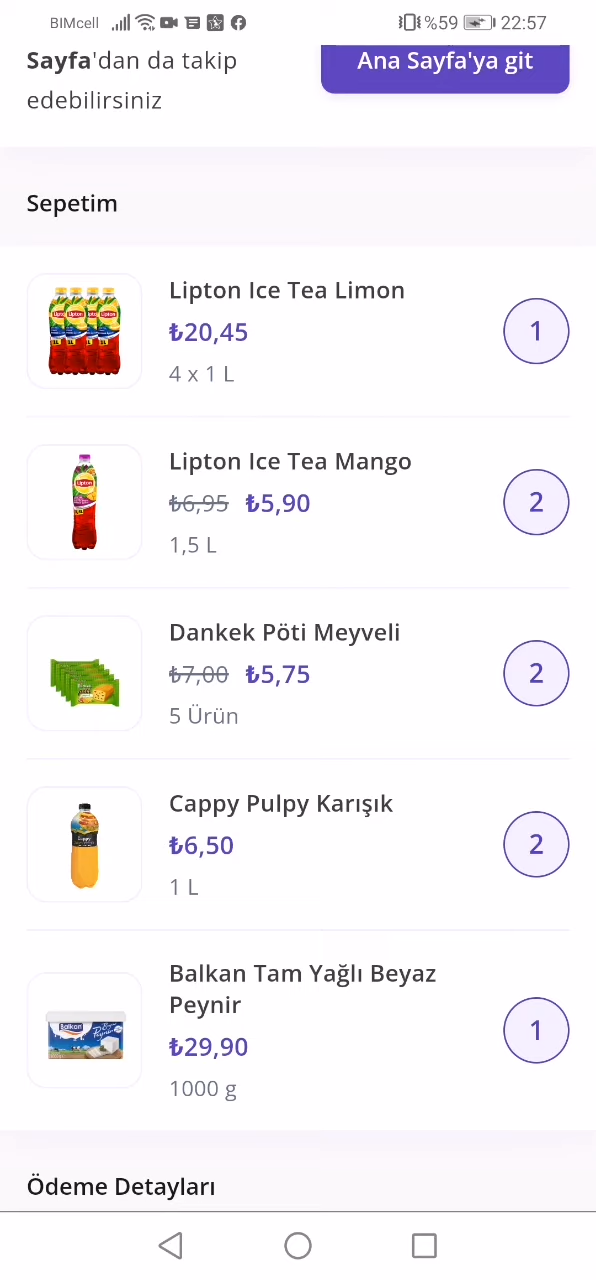 BIMcell %59 22:57
Sayfa'dan da takip
edebilirsiniz
Ana Sayfa'ya git
Sepetim
Lipton Ice Tea Limon
₺20,45
4 x 1 L
1
Lipton Ice Tea Mango
₺6,95 ₺5,90
1,5 L
2
Dankek Pöti Meyveli
₺7,00 ₺5,75
5 Ürün
2
Cappy Pulpy Karışık
₺6,50
1 L
2
Balkan Tam Yağlı Beyaz
Peynir
₺29,90
1000 g
1
Ödeme Detayları